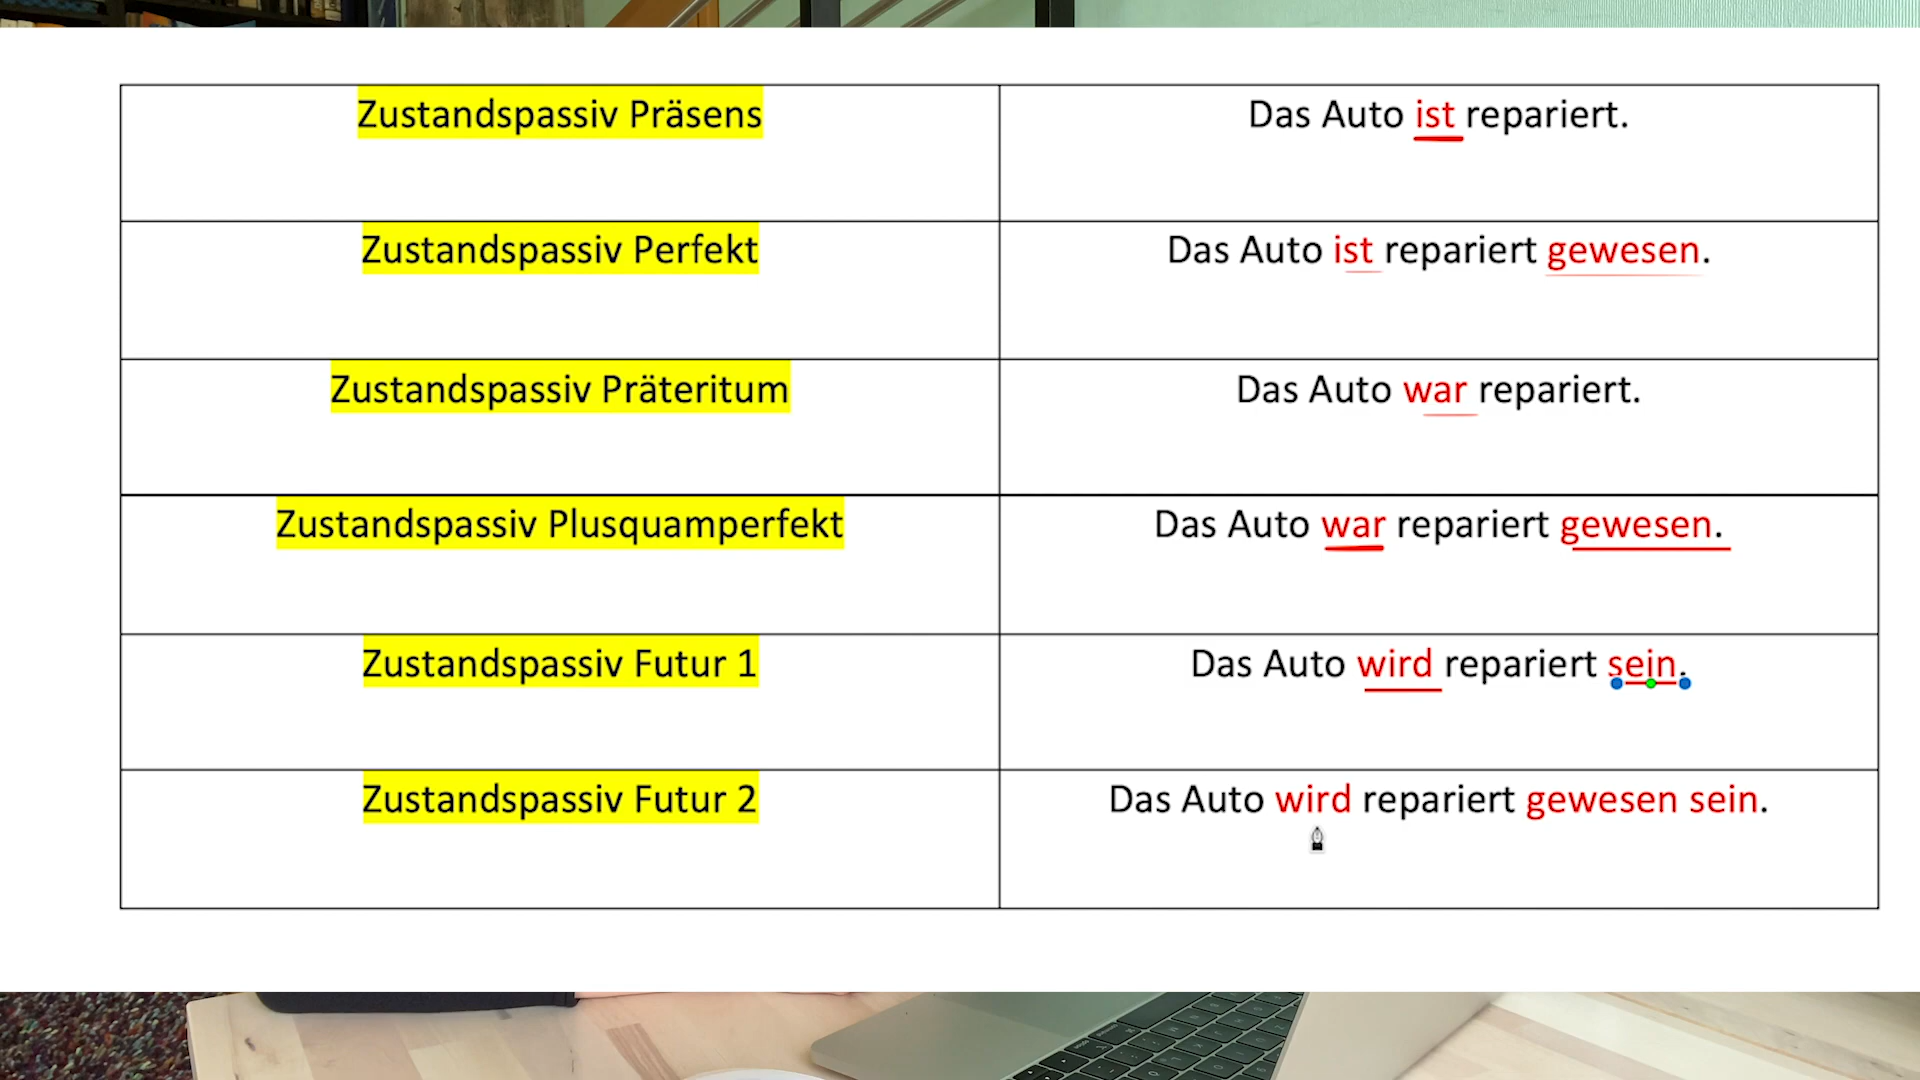 Zustandspassiv Präsens
Das Auto ist repariert.
Zustandspassiv Perfekt
Das Auto ist repariert gewesen.
Zustandspassiv Präteritum
Das Auto war repariert.
Zustandspassiv Plusquamperfekt
Das Auto war repariert gewesen.
Zustandspassiv Futur 1
Das Auto wird repariert sein.
Zustandspassiv Futur 2
Das Auto wird repariert gewesen sein.